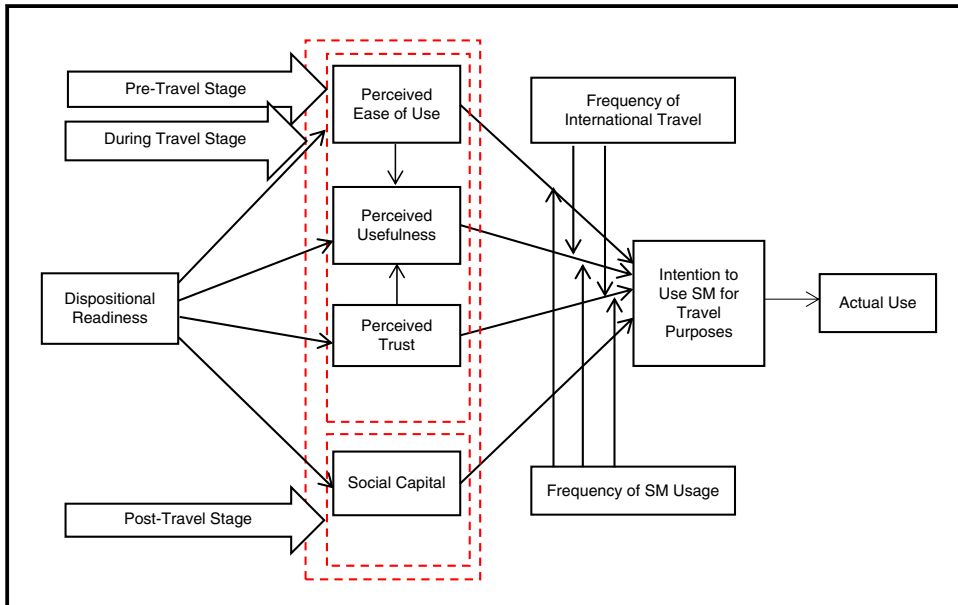 Pre-Travel Stage
During Travel Stage
Perceived
Ease of Use
Frequency of
International Travel
Perceived
Usefulness
Dispositional
Readiness
Perceived
Trust
Intention to
Use SM for
Travel
Purposes
Actual Use
Social Capital
Frequency of SM Usage
Post-Travel Stage